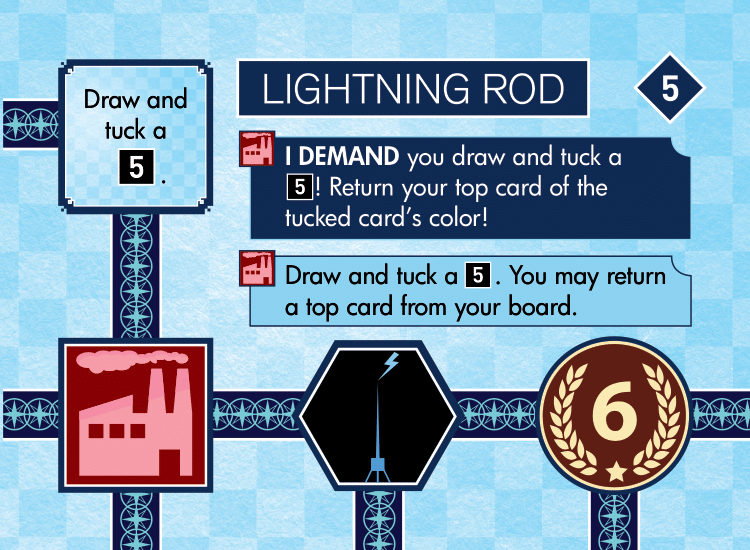 Draw and
tuck a
5 .
LIGHTNING ROD
5
I DEMAND you draw and tuck a
5! Return your top card of the
tucked card's color!
Draw and tuck a 5. You may return
a top card from your board.
6